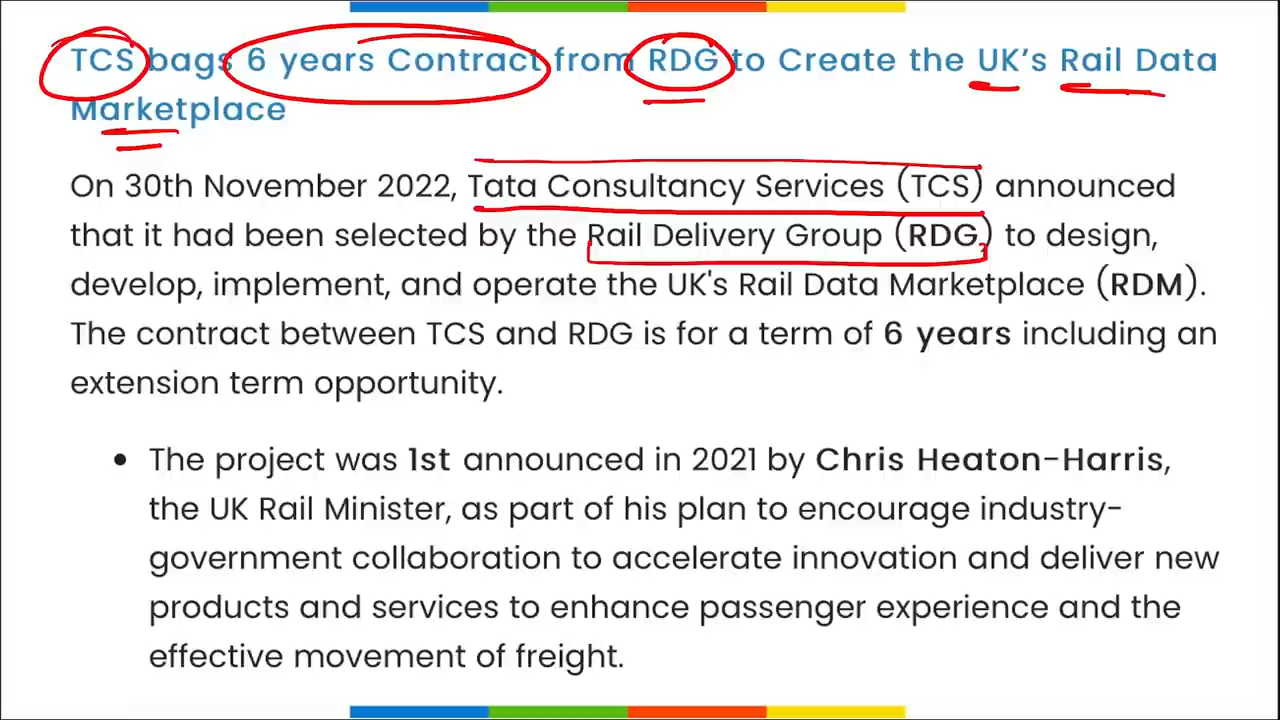 TCS bags 6 years Contract from RDG to Create the UK’s Rail Data
Marketplace
On 30th November 2022, Tata Consultancy Services (TCS) announced
that it had been selected by the Rail Delivery Group (RDG) to design,
develop, implement, and operate the UK's Rail Data Marketplace (RDM).
The contract between TCS and RDG is for a term of 6 years including an
extension term opportunity.
• The project was 1st announced in 2021 by Chris Heaton-Harris,
the UK Rail Minister, as part of his plan to encourage industry-
government collaboration to accelerate innovation and deliver new
products and services to enhance passenger experience and the
effective movement of freight.